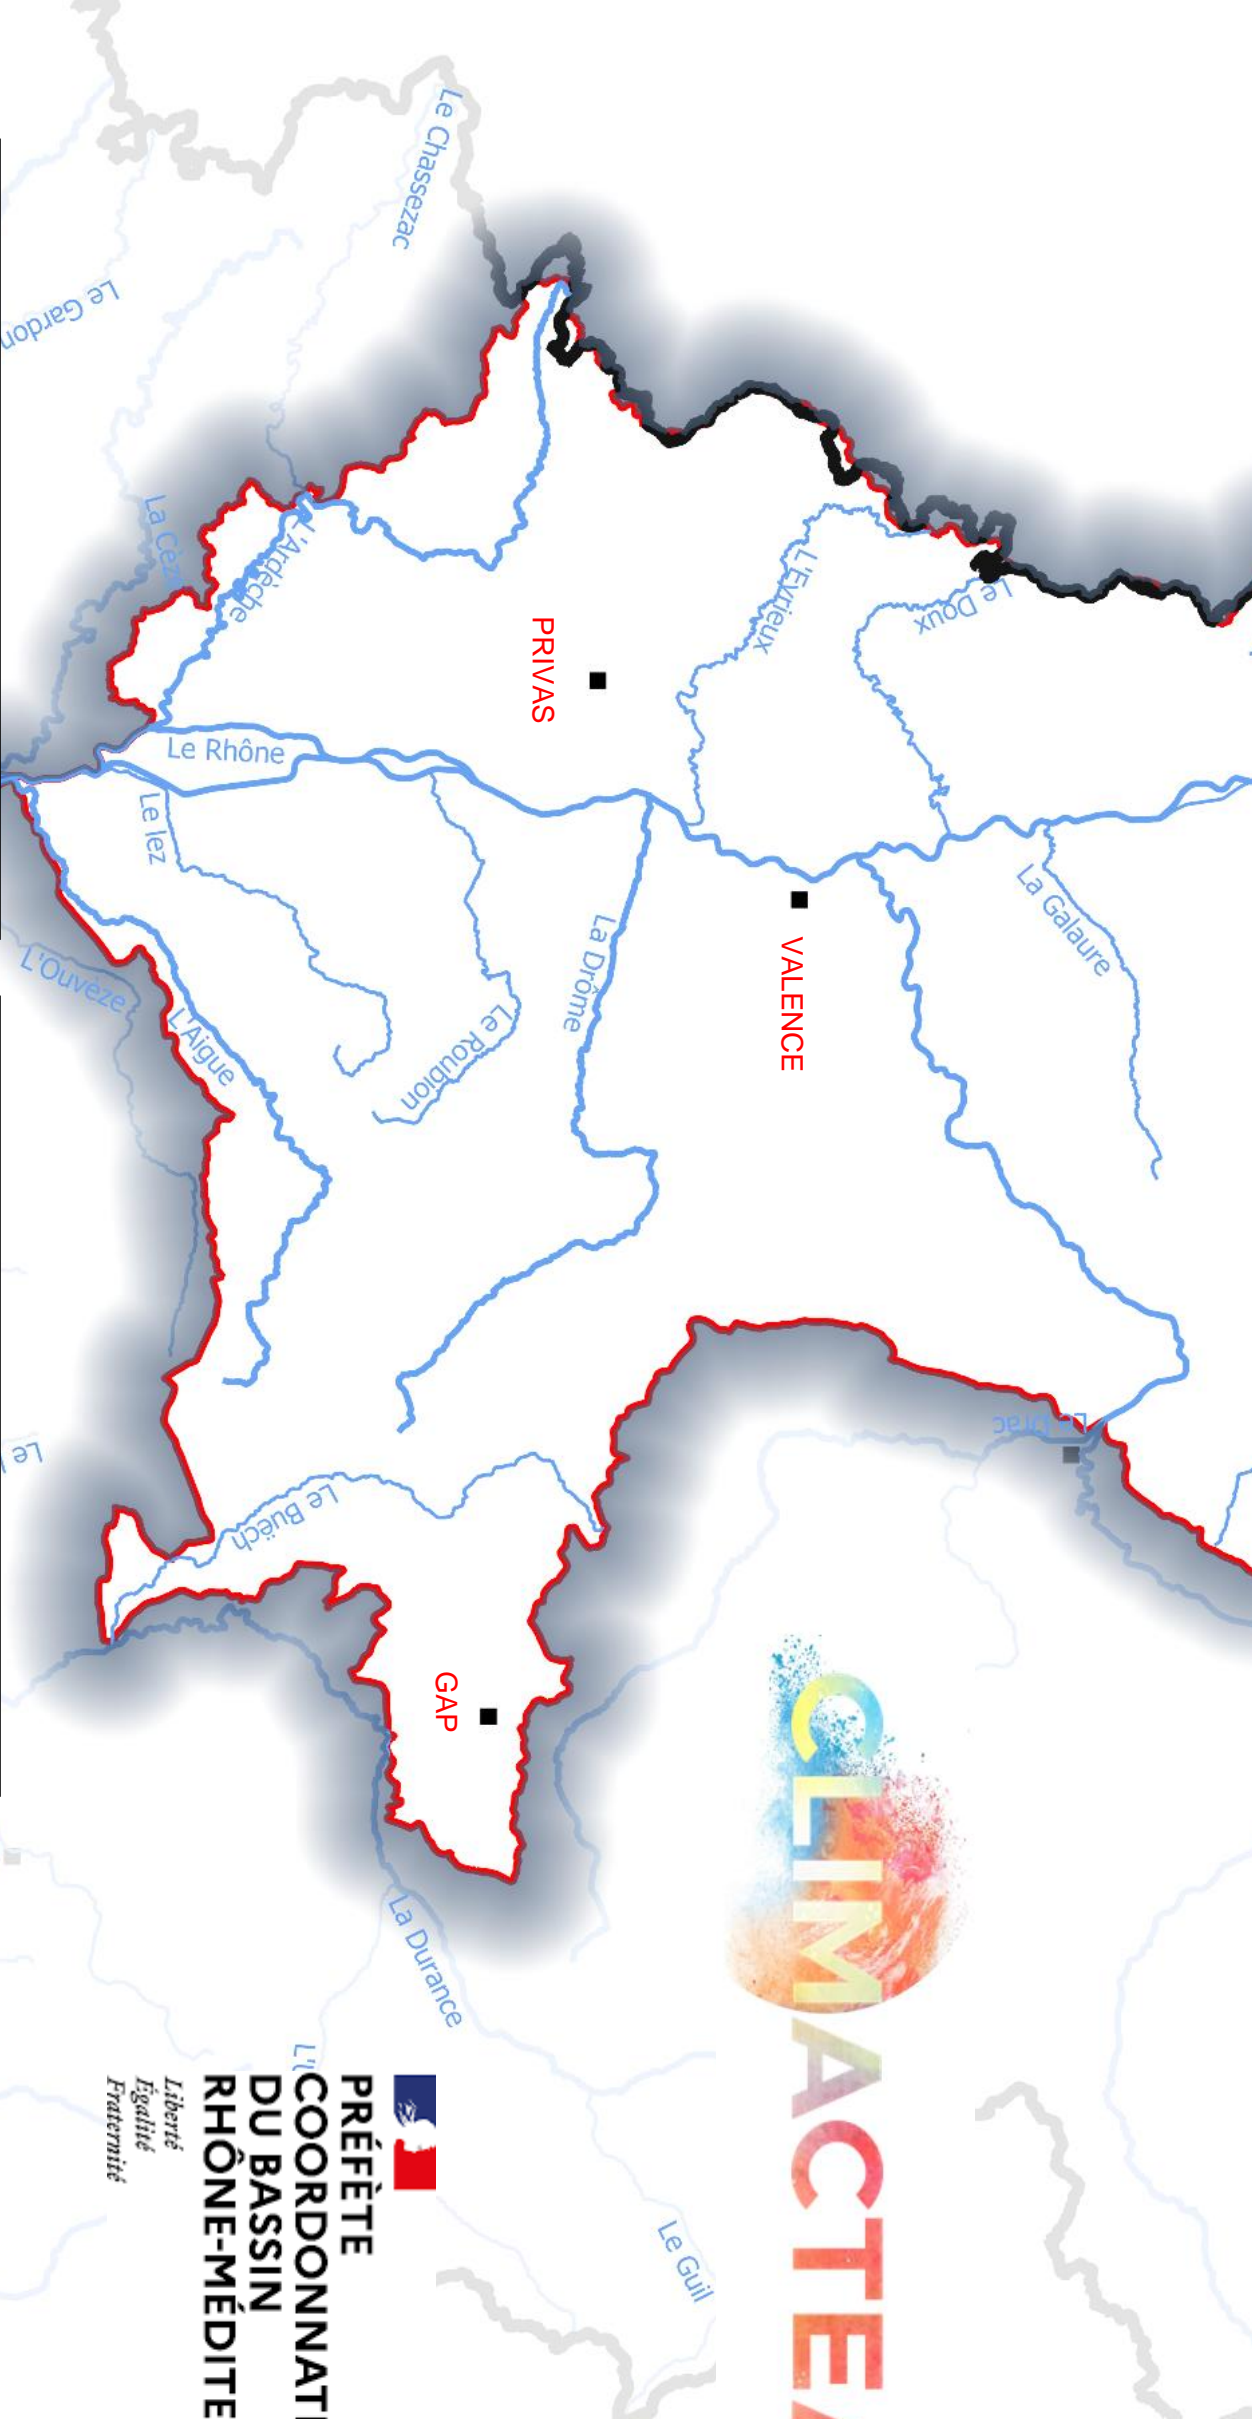 Le Chassezac
Le Gardon
La Cèz
L'Ardèche
L'Eyrieux
Le Doux
PRIVAS
Le Rhône
Le lez
La Galaure
VALENCE
La Drôme
Le Roubion
L'Ouvèze
L'Aigue
Le Drac
Le Buëch
GAP
La Durance
Le Guil
CLIMACTE
PRÉFÈTE
COORDONNAT
DU BASSIN
RHÔNE-MÉDITE
Liberté
Égalité
Fraternité